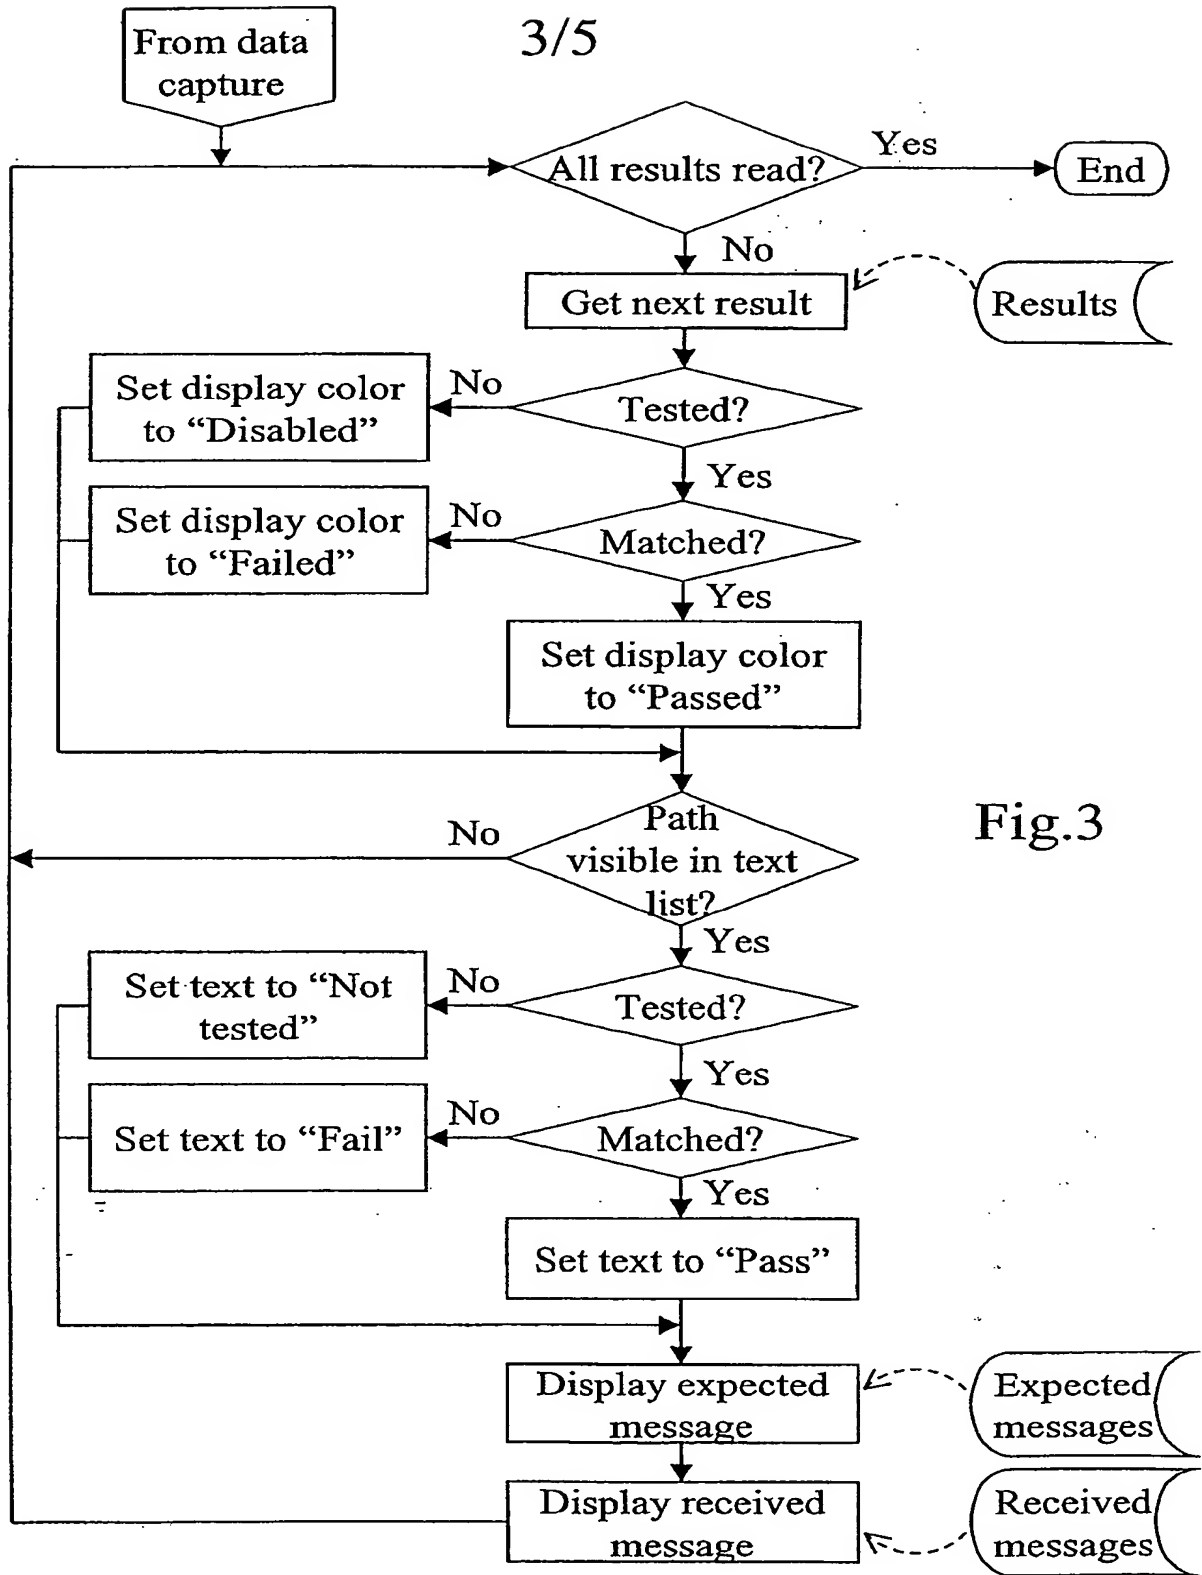 From data
capture
3/5
All results read?
Yes
End
No
Get next result
Results
Set display color
to “Disabled”
No
Tested?
Yes
Set display color
to “Failed”
No
Matched?
Yes
Set display color
to “Passed”
Path
visible in text
list?
No
Fig.3
Yes
Set text to “Not
tested”
No
Tested?
Yes
Set text to “Fail”
No
Matched?
Yes
Set text to “Pass”
Display expected
message
Expected
messages
Display received
message
Received
messages